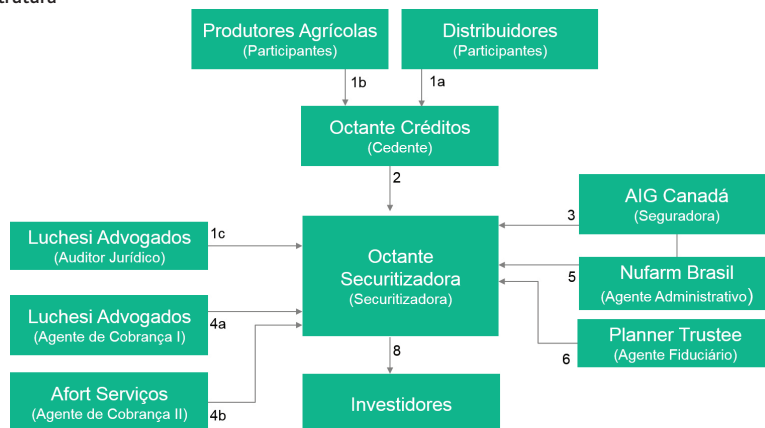 trutura
Produtores Agrícolas
(Participantes)
Distribuidores
(Participantes)
1b
1a
Octante Créditos
(Cedente)
2
AIG Canadá
(Seguradora)
3
1c
Luchesi Advogados
(Auditor Jurídico)
Octante
Securitizadora
(Securitizadora)
5
Nufarm Brasil
(Agente Administrativo)
Luchesi Advogados
(Agente de Cobrança I)
4a
Planner Trustee
(Agente Fiduciário)
6
8
Afort Serviços
(Agente de Cobrança II)
4b
Investidores